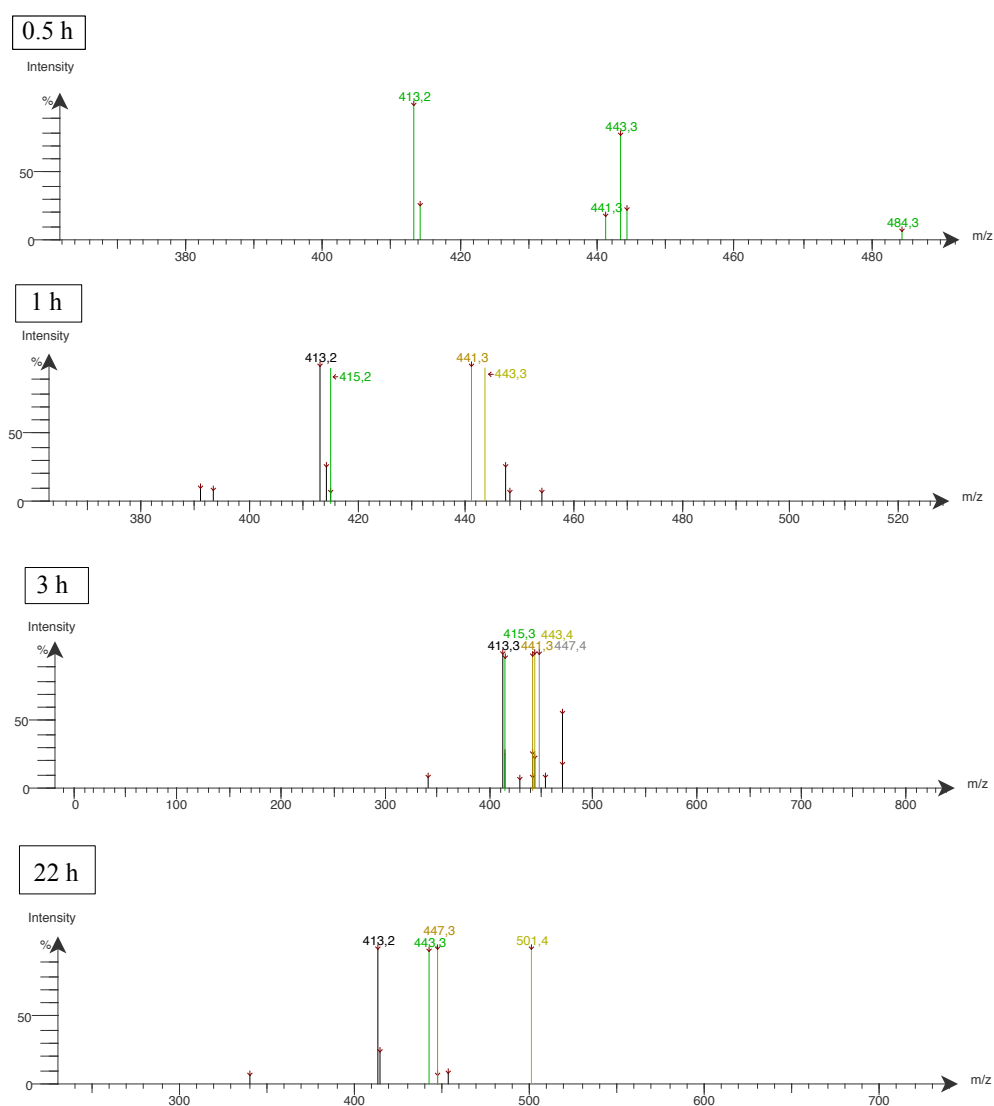 0.5 h
Intensity
%
413,2
443,3
441,3
484,3
50
0
380 400 420 440 460 480
m/z
1 h
Intensity
%
413,2 441,3
415,2 443,3
50
0
380 400 420 440 460 480 500 520
m/z
3 h
Intensity
%
415,3 443,4
413,3 441,3 447,4
50
0
0 100 200 300 400 500 600 700 800
m/z
22 h
Intensity
%
447,3
413,2 443,3 501,4
50
0
300 400 500 600 700
m/z